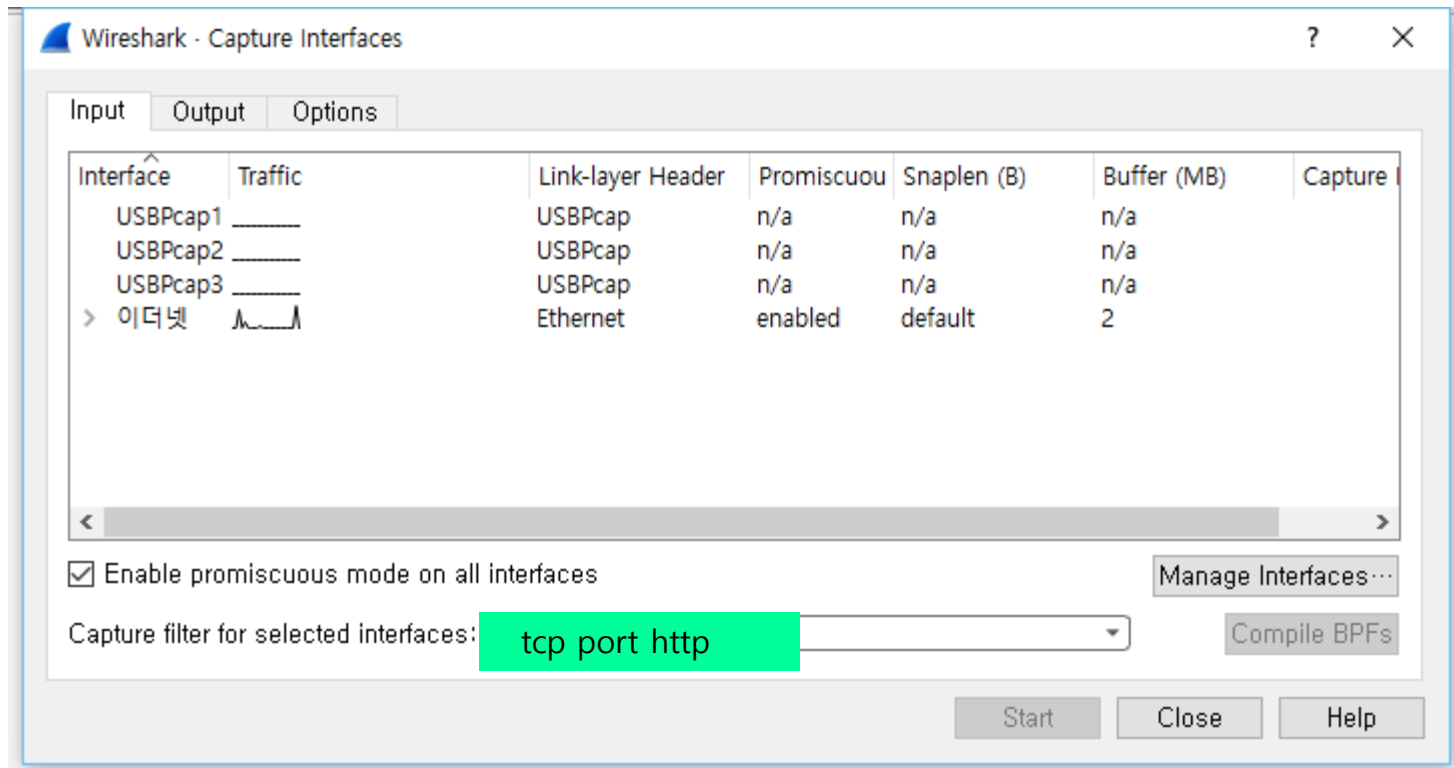 Wireshark · Capture Interfaces ? ×
Input Output Options
Interface Traffic Link-layer Header Promiscuou Snaplen (B) Buffer (MB) Capture
USBPcap1 USBPcap n/a n/a n/a
USBPcap2 USBPcap n/a n/a n/a
USBPcap3 USBPcap n/a n/a n/a
> 이더넷 Ethernet enabled default 2
Enable promiscuous mode on all interfaces Manage Interfaces…
Capture filter for selected interfaces: tcp port http Compile BPFs
Start Close Help